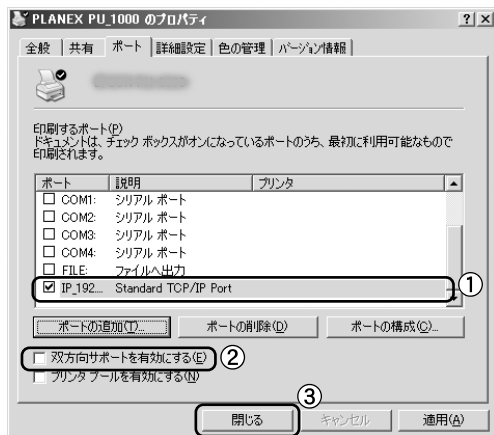 PLANEX PU_1000 のプロパティ
全般 共有 ポート 詳細設定 色の管理 バージョン情報
印刷するポート(P)
ドキュメントは、チェック ボックスがオンになっているポートのうち、最初に利用可能なもので
印刷されます。
ポート 説明 プリンタ
COM1: シリアル ポート
COM2: シリアル ポート
COM3: シリアル ポート
COM4: シリアル ポート
FILE: ファイルへ出力
IP_192... Standard TCP/IP Port
①
ポートの追加(T)... ポートの削除(D) ポートの構成(C)...
双方向サポートを有効にする(E) ②
プリンタ プールを有効にする(N)
③
閉じる キャンセル 適用(A)